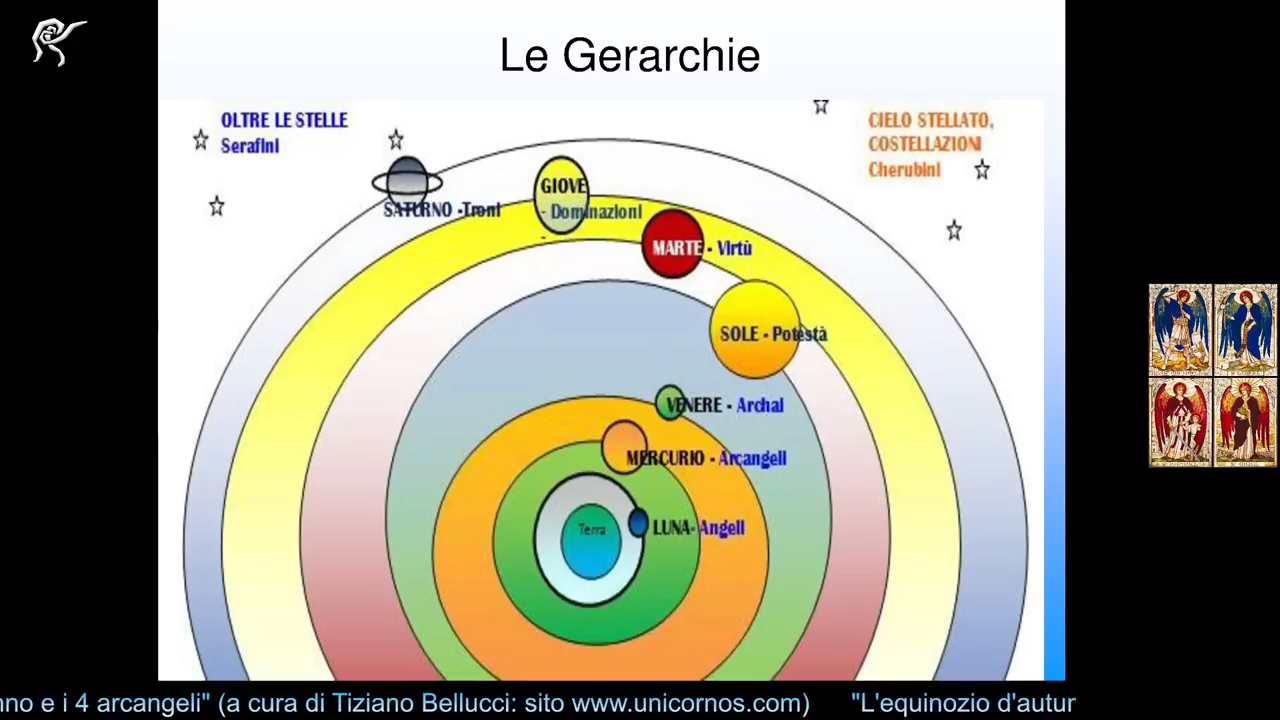 Le Gerarchie
OLTRE LE STELLE
Serafini
CIELO STELLATO,
COSTELLAZIONI
Cherubini
SATURNO -Troni
GIOVE
- Dominazioni
-
MARTE - Virtù
SOLE - Potestà
VENERE - Archai
MERCURIO - Arcangeli
LUNA- Angeli
Terra
nno e i 4 arcangeli" (a cura di Tiziano Bellucci: sito www.unicornos.com) "L'equinozio d'autur